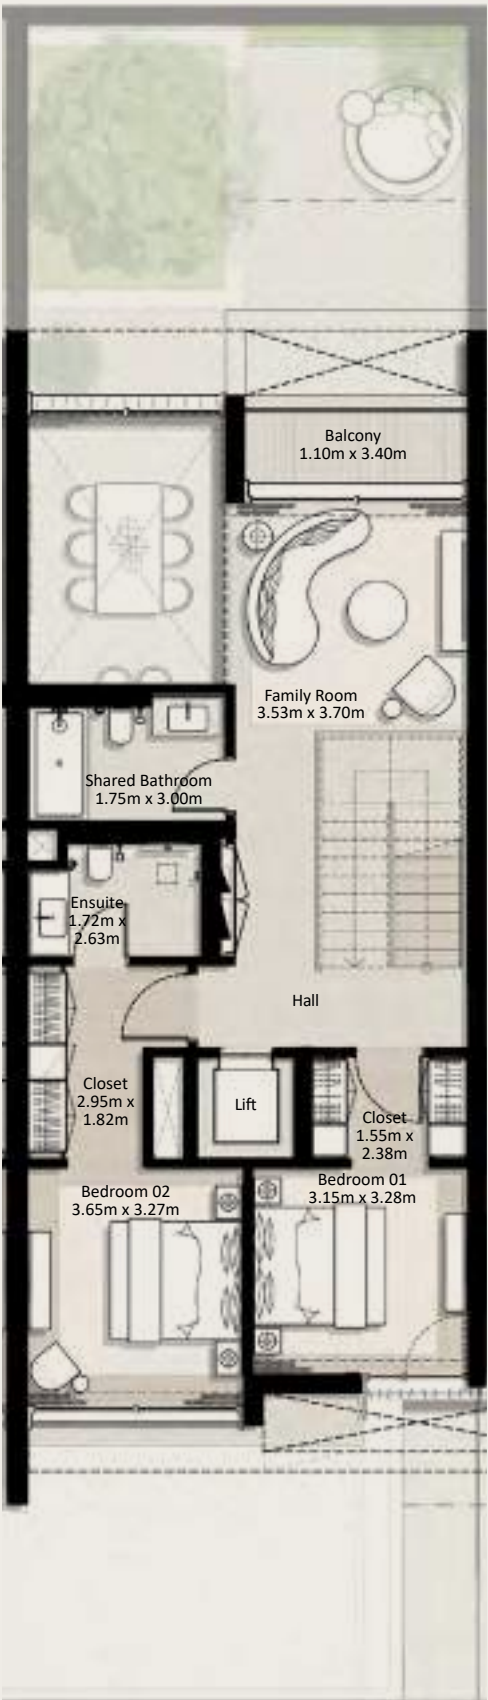 Balcony
1.10m x 3.40m
Family Room
3.53m x 3.70m
Shared Bathroom
1.75m x 3.00m
Ensuite
1.72m x
2.63m
Hall
Closet
2.95m x
1.82m
Lift
Closet
1.55m x
2.38m
Bedroom 02
3.65m x 3.27m
Bedroom 01
3.15m x 3.28m